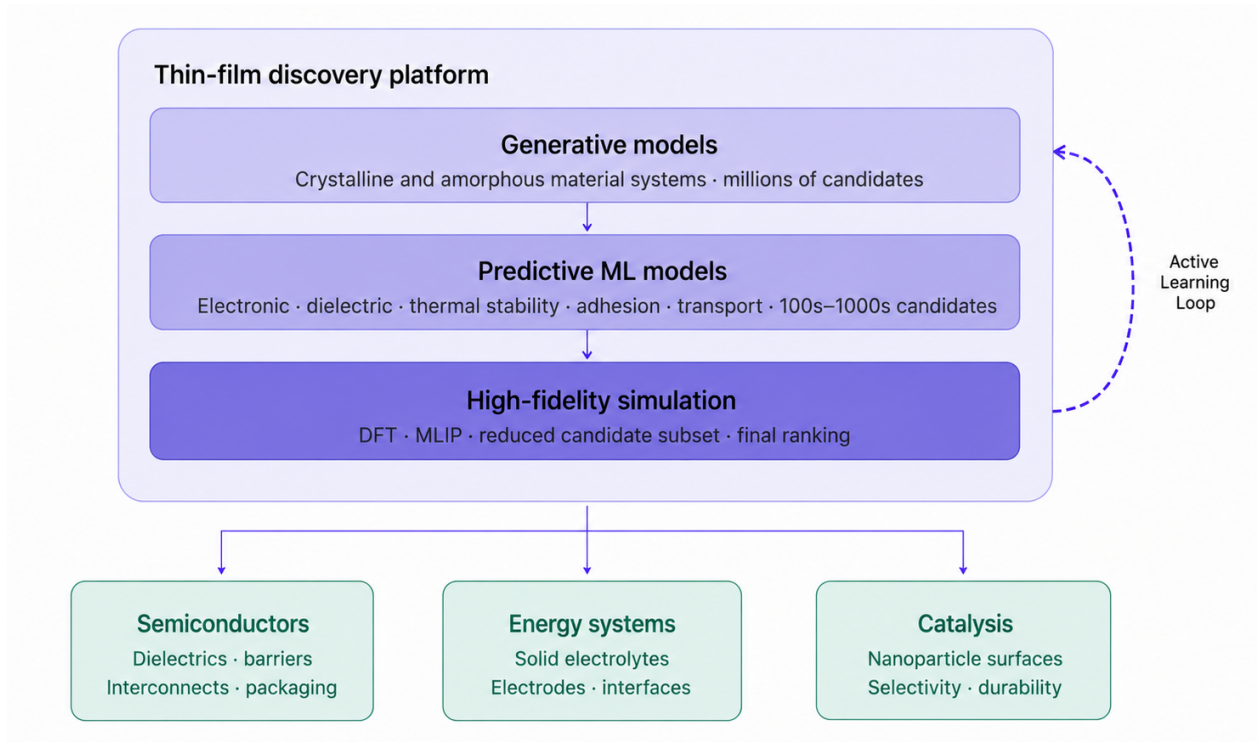 Thin-film discovery platform
Generative models
Crystalline and amorphous material systems · millions of candidates
Predictive ML models
Electronic · dielectric · thermal stability · adhesion · transport · 100s–1000s candidates
High-fidelity simulation
DFT · MLIP · reduced candidate subset · final ranking
Active
Learning
Loop
Semiconductors
Dielectrics · barriers
Interconnects · packaging
Energy systems
Solid electrolytes
Electrodes · interfaces
Catalysis
Nanoparticle surfaces
Selectivity · durability